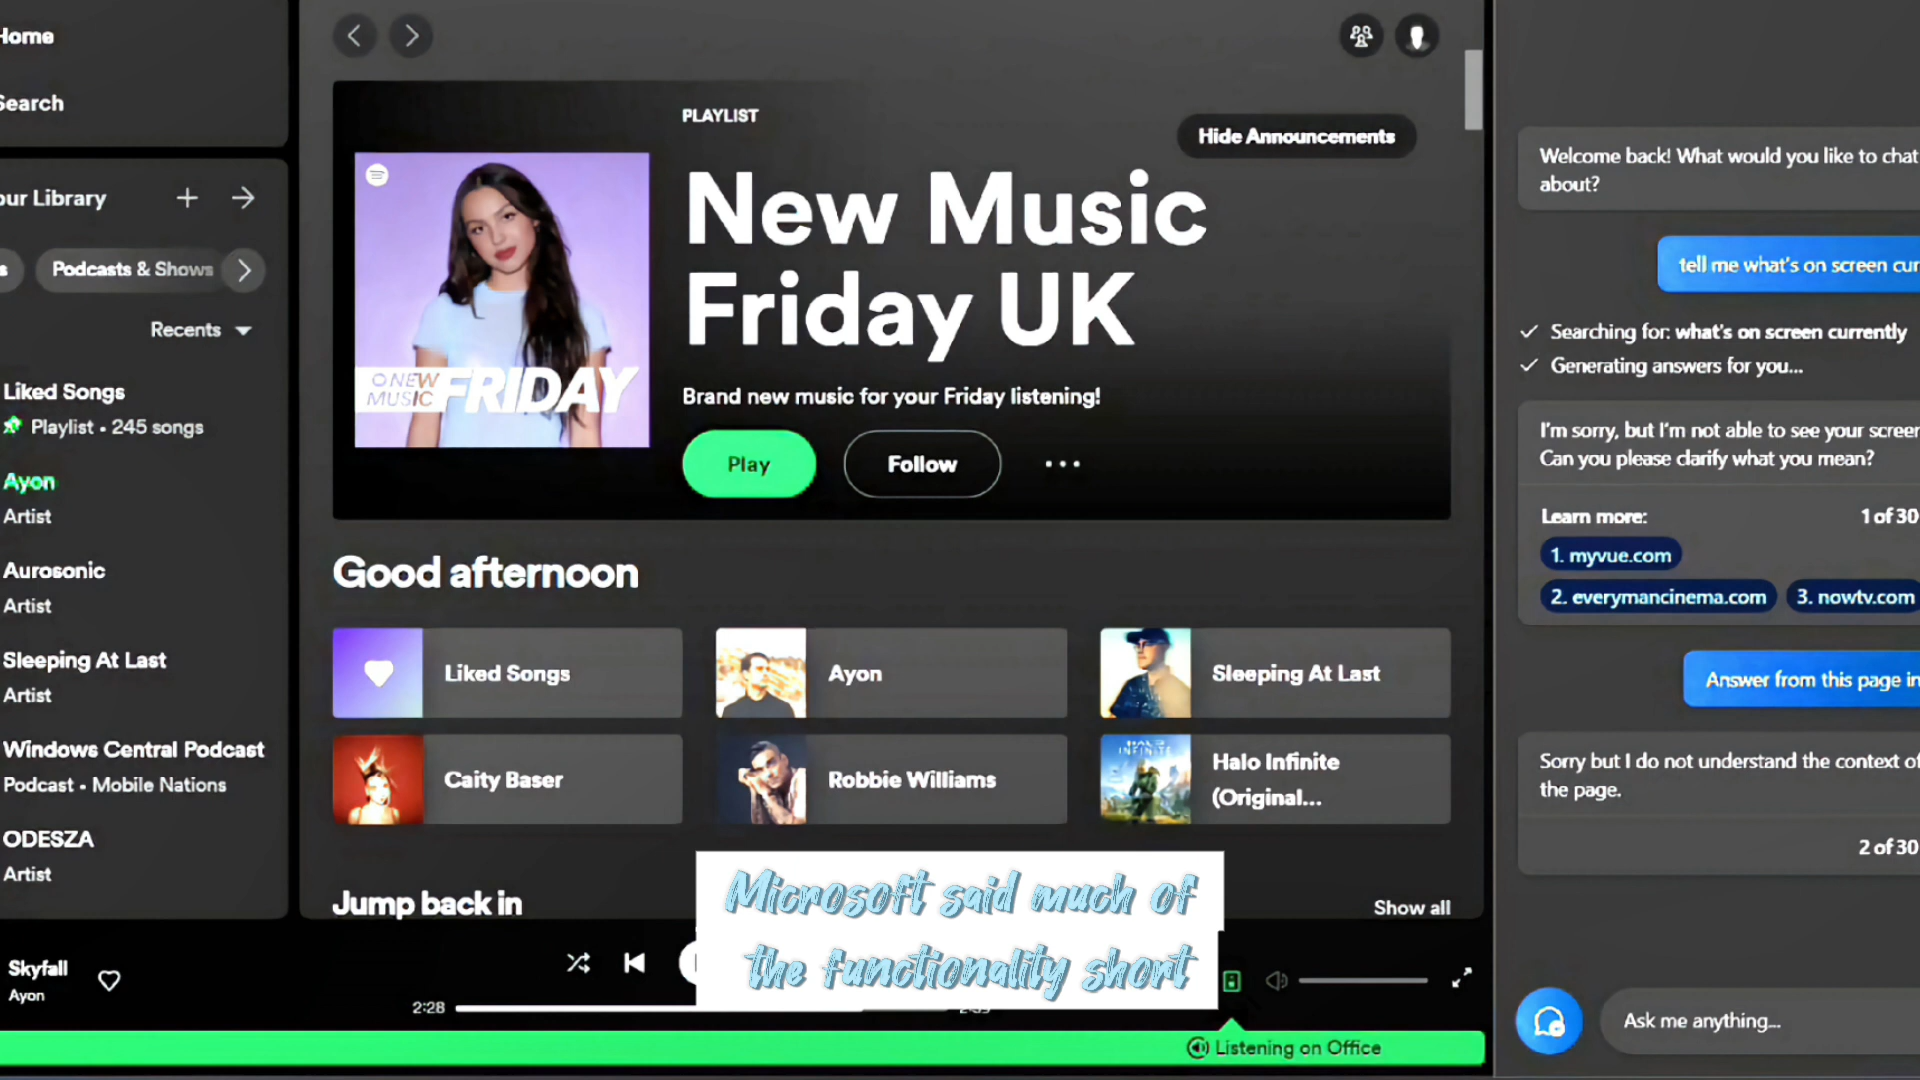 Home
Search
our Library
s
Podcasts & Shows
Recents
Liked Songs
Playlist • 245 songs
Ayon
Artist
Aurosonic
Artist
Sleeping At Last
Artist
Windows Central Podcast
Podcast • Mobile Nations
ODESZA
Artist
PLAYLIST
Hide Announcements
New Music
Friday UK
NEW
MUSIC FRIDAY
Brand new music for your Friday listening!
Play
Follow
Good afternoon
Liked Songs
Ayon
Sleeping At Last
Caity Baser
Robbie Williams
HALO
INFINITE
Halo Infinite
(Original...
Jump back in
Show all
Microsoft said much of
the functionality short
Skyfall
Ayon
2:28
Listening on Office
Welcome back! What would you like to chat
about?
tell me what's on screen cur
Searching for: what's on screen currently
Generating answers for you...
I'm sorry, but I'm not able to see your screen
Can you please clarify what you mean?
Learn more:
1 of 30
1. myvue.com
2. everymancinema.com
3. nowtv.com
Answer from this page in
Sorry but I do not understand the context of
the page.
2 of 30
Ask me anything...